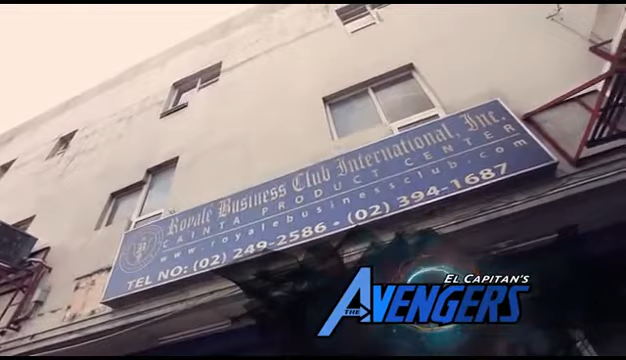 Royale Business Club International, Inc.
CAINTA PRODUCT CENTER
www.royalebusinessclub.com
TEL NO: (02) 249-2586 • (02) 394-1687
EL CAPITAN'S
THE AVENGERS